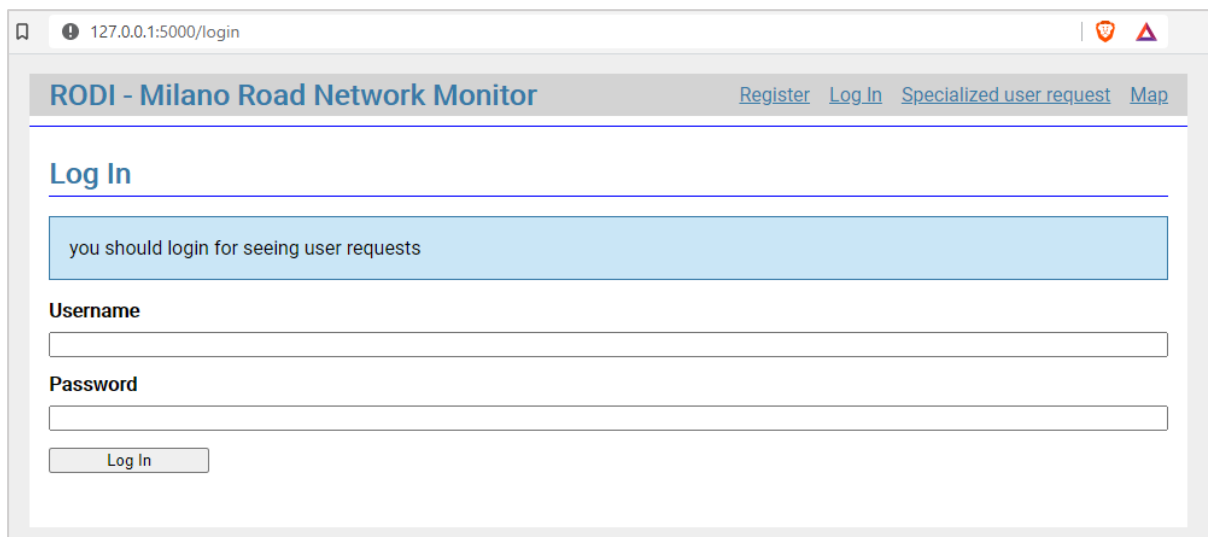 127.0.0.1:5000/login
RODI - Milano Road Network Monitor Register Log In Specialized user request Map
Log In
you should login for seeing user requests
Username
Password
Log In